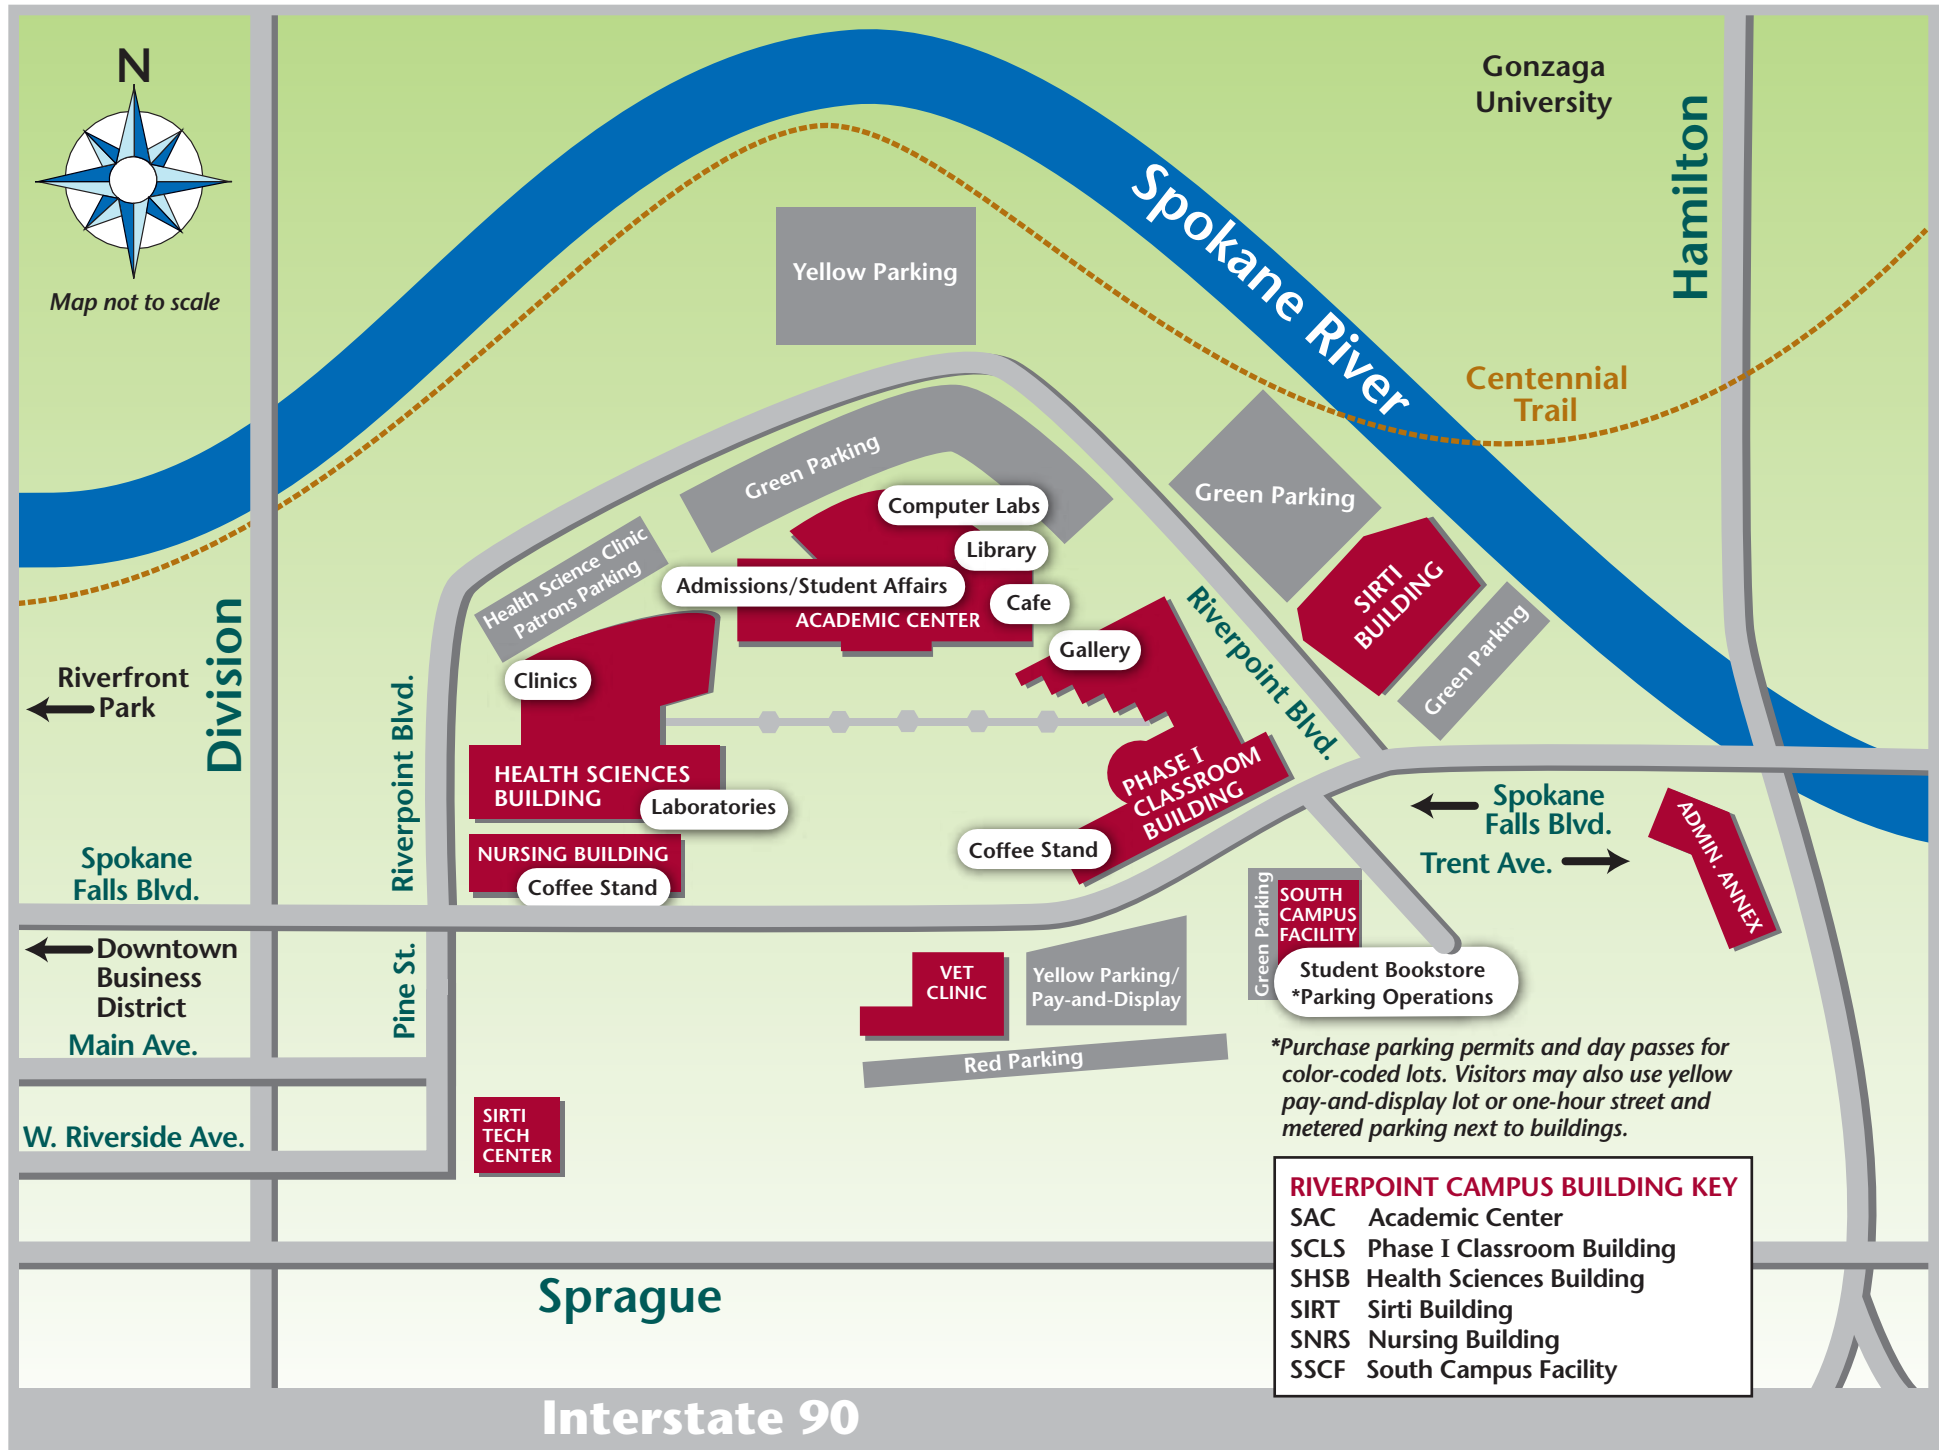 N
Map not to scale
Gonzaga
University
Hamilton
Spokane River
Yellow Parking
Centennial
Trail
Green Parking
Green Parking
Computer Labs
Library
Health Science Clinic
Patrons Parking
Admissions/Student Affairs
Cafe
ACADEMIC CENTER
SIRTI
BUILDING
Green Parking
Riverpoint Blvd.
Gallery
Clinics
Riverfront
Park
Division
Riverpoint Blvd.
HEALTH SCIENCES
BUILDING
Laboratories
PHASE I
CLASSROOM
BUILDING
Coffee Stand
NURSING BUILDING
Coffee Stand
Spokane
Falls Blvd.
Spokane
Falls Blvd.
Trent Ave.
ADMIN. ANNEX
Green Parking
SOUTH
CAMPUS
FACILITY
Student Bookstore
*Parking Operations
Downtown
Business
District
Pine St.
Main Ave.
VET
CLINIC
Yellow Parking/
Pay-and-Display
Red Parking
*Purchase parking permits and day passes for
color-coded lots. Visitors may also use yellow
pay-and-display lot or one-hour street and
metered parking next to buildings.
W. Riverside Ave.
SIRTI
TECH
CENTER
RIVERPOINT CAMPUS BUILDING KEY
SAC Academic Center
SCLS Phase I Classroom Building
SHSB Health Sciences Building
SIRT Sirti Building
SNRS Nursing Building
SSCF South Campus Facility
Sprague
Interstate 90